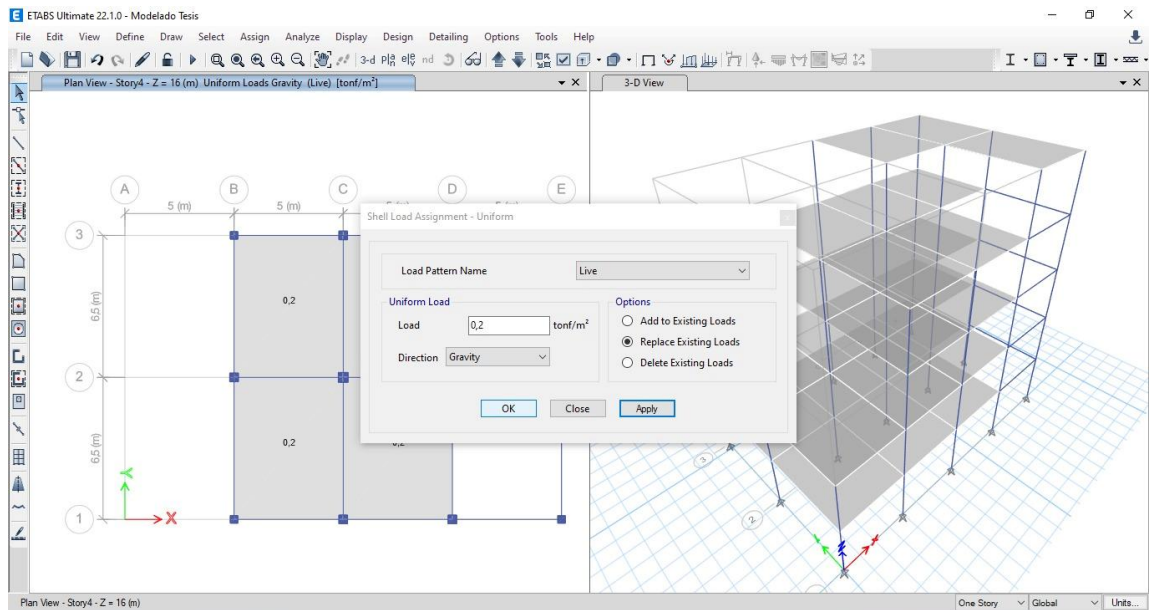 ETABS Ultimate 22.1.0 - Modelado Tesis
File Edit View Define Draw Select Assign Analyze Display Design Detailing Options Tools Help
3-d nd
Plan View - Story4 - Z = 16 (m) Uniform Loads Gravity (Live) [tonf/m²]
3-D View
A B C D E
5 (m) 5 (m)
3
6,5 (m)
0,2
2
6,5 (m)
0,2
1
Y
X
Shell Load Assignment - Uniform
Load Pattern Name Live
Uniform Load
Load 0,2 tonf/m²
Direction Gravity
Options
Add to Existing Loads
Replace Existing Loads
Delete Existing Loads
OK Close Apply
3
2
Plan View - Story4 - Z = 16 (m)
One Story Global Units...